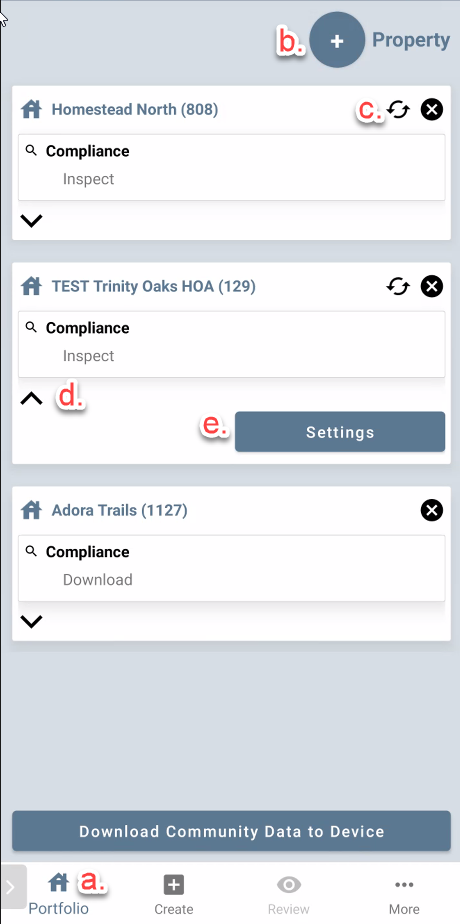 b. + Property
Homestead North (808) c.
Compliance
Inspect
TEST Trinity Oaks HOA (129)
Compliance
Inspect
d.
e. Settings
Adora Trails (1127)
Compliance
Download
Download Community Data to Device
a.
Portfolio Create Review More